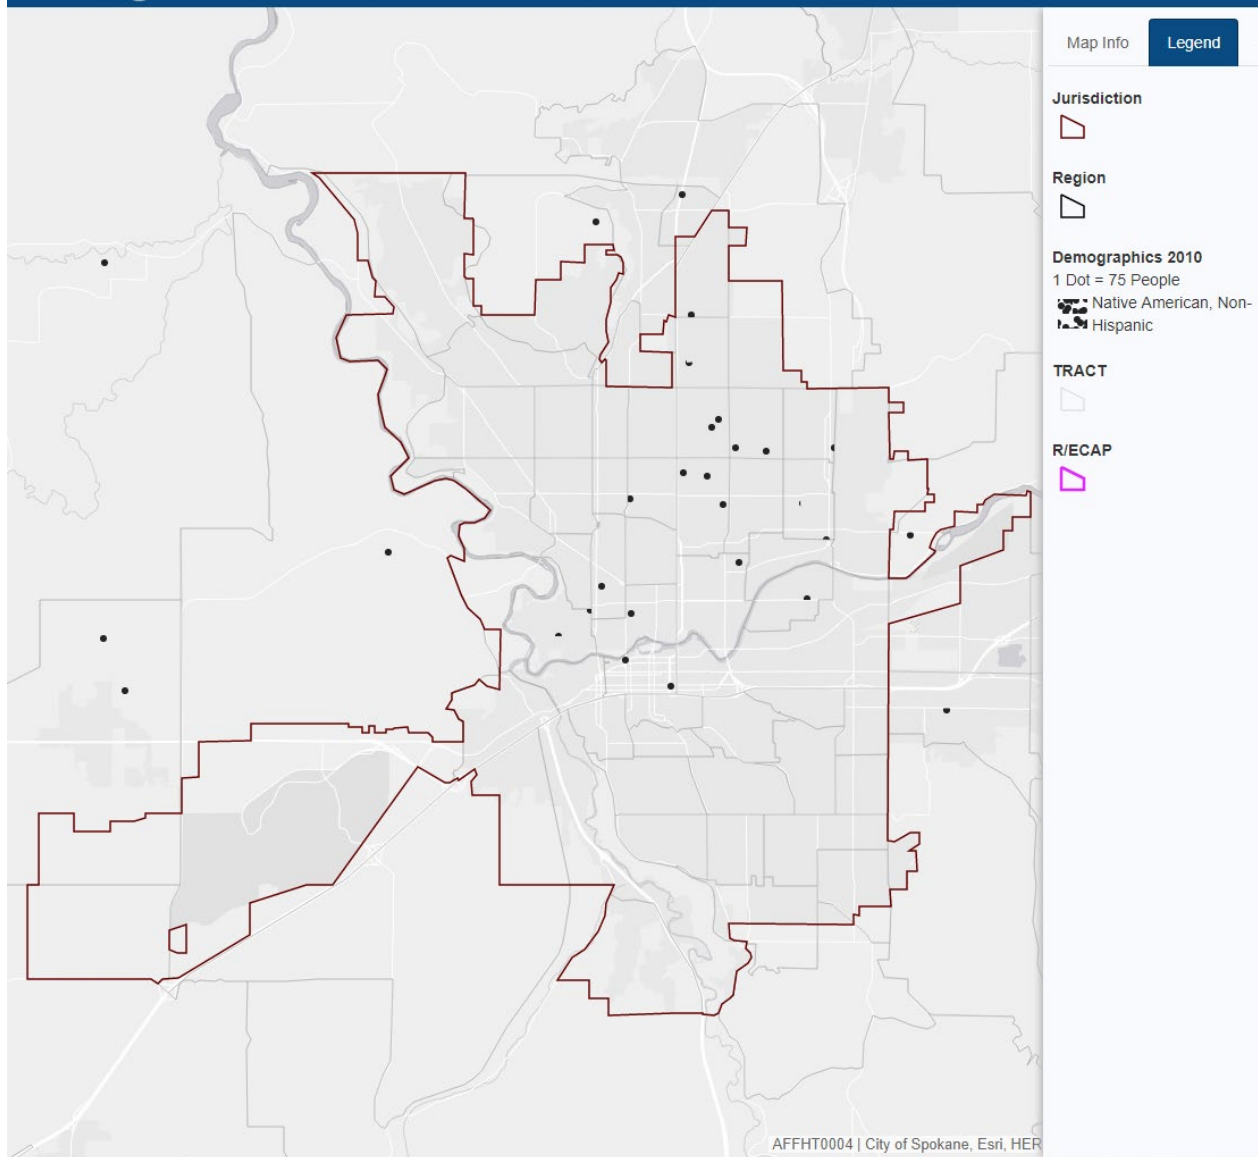 Map Info
Legend
Jurisdiction
Region
Demographics 2010
1 Dot = 75 People
Native American, Non-
Hispanic
TRACT
R/ECAP
AFFHT0004 | City of Spokane, Esri, HER